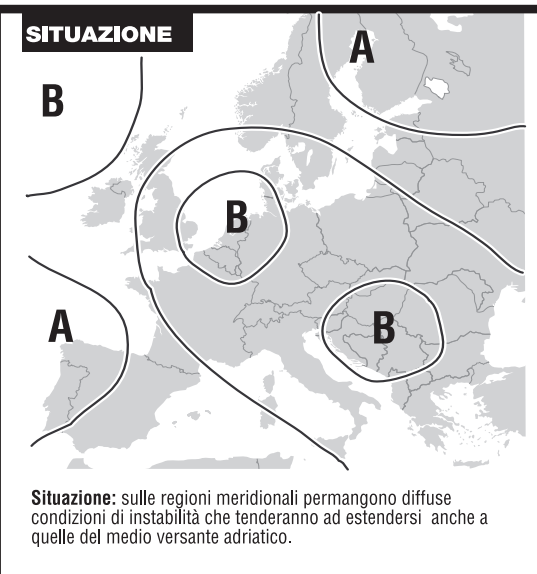 SITUAZIONE
A
B
B
A
B
Situazione: sulle regioni meridionali permangono diffuse
condizioni di instabilità che tenderanno ad estendersi anche a
quelle del medio versante adriatico.